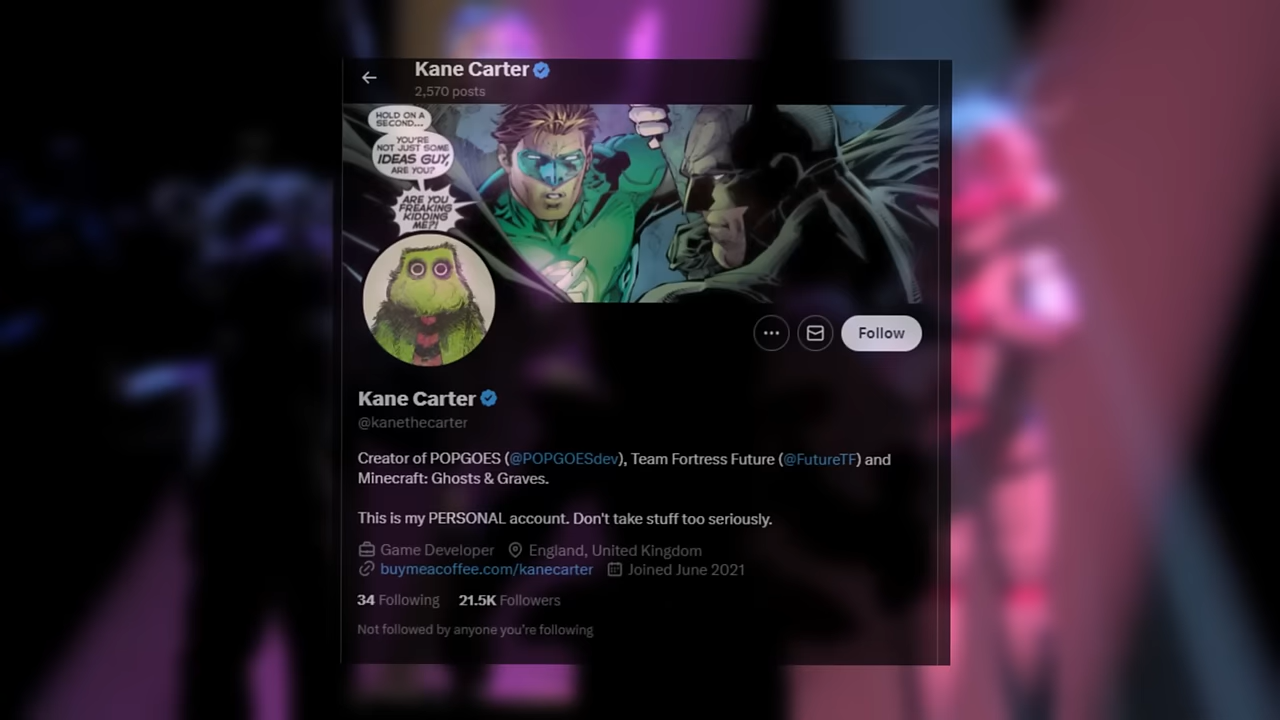 Kane Carter
2,570 posts
HOLD ON A
SECOND...
YOU'RE
NOT JUST SOME
IDEAS GUY,
ARE YOU?
ARE YOU
FREAKING
KIDDING
ME?!
Follow
Kane Carter
@kanethecarter
Creator of POPGOES (@POPGOESdev), Team Fortress Future (@FutureTF) and
Minecraft: Ghosts & Graves.
This is my PERSONAL account. Don't take stuff too seriously.
Game Developer England, United Kingdom
buymeacoffee.com/kanecarter Joined June 2021
34 Following 21.5K Followers
Not followed by anyone you're following